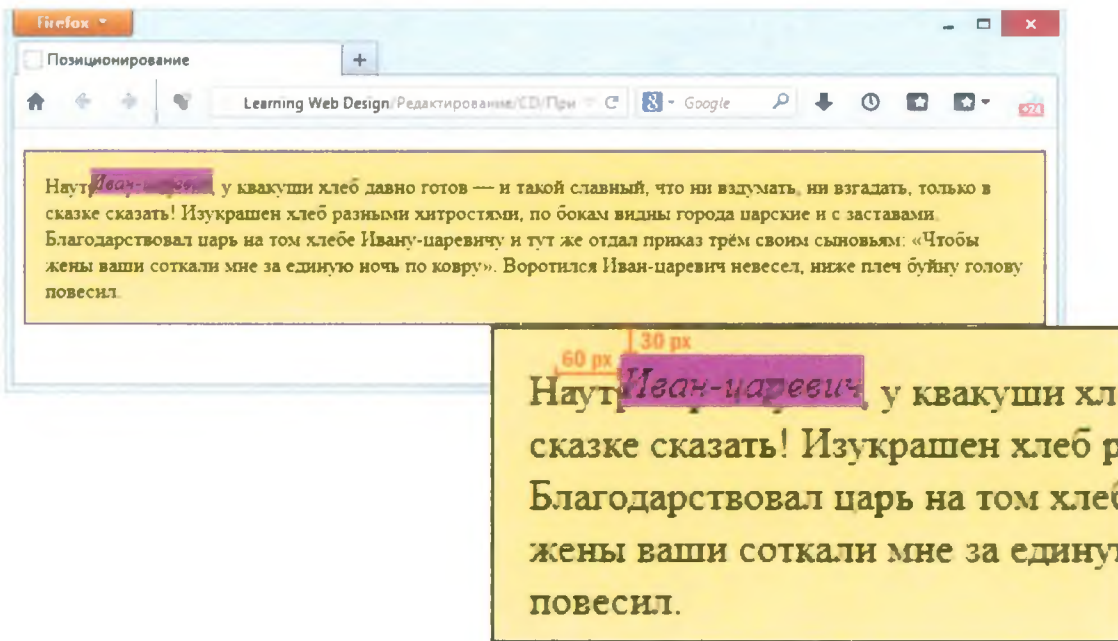 Firefox
Позиционирование
+
Learning Web Design/Редактирование/CD/При
Google
+24
Наут Иван-царевич, у квакуши хлеб давно готов — и такой славный, что ни вздумать, ни взгадать, только в
сказке сказать! Изукрашен хлеб разными хитростями, по бокам видны города царские и с заставами.
Благодарствовал царь на том хлебе Ивану-царевичу и тут же отдал приказ трём своим сыновьям: «Чтобы
жены ваши соткали мне за единую ночь по ковру». Воротился Иван-царевич невесел, ниже плеч буйну голову
повесил.
30 px
60 px
Наут Иван-царевич, у квакуши хл
сказке сказать! Изукрашен хлеб р
Благодарствовал царь на том хлеб
жены ваши соткали мне за едину
повесил.